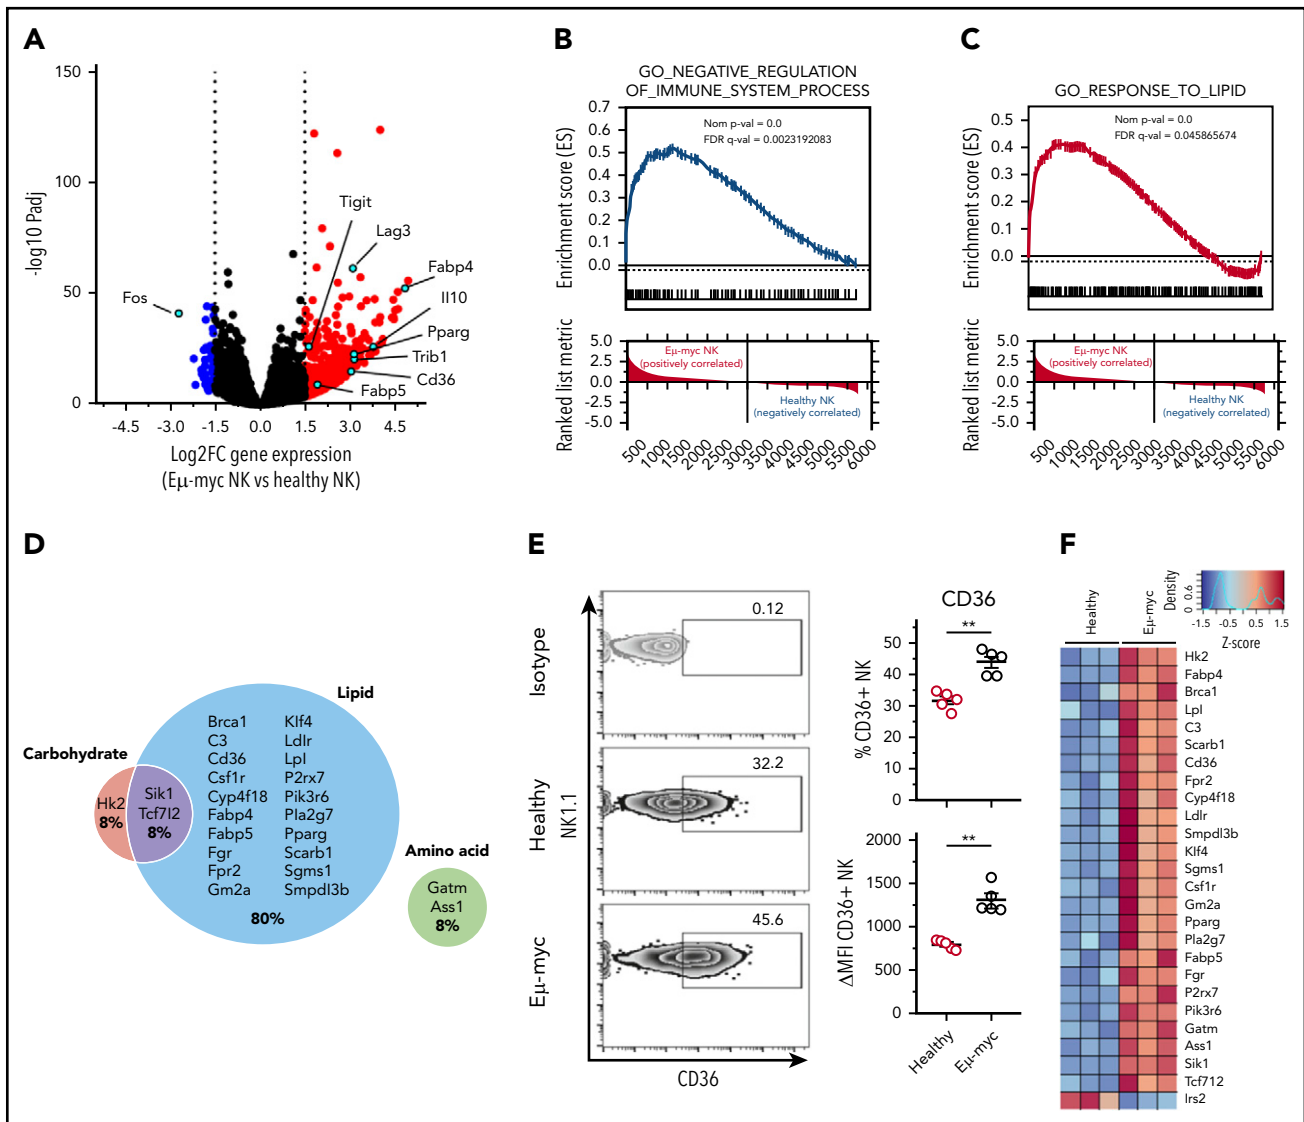 A
150
100
50
0
-log10 Padj
-4.5 -3.0 -1.5 0.0 1.5 3.0 4.5
Log2FC gene expression
(Eμ-myc NK vs healthy NK)
Fos
Tigit
Lag3
Fabp4
Il10
Pparg
Trib1
Cd36
Fabp5
B
GO_NEGATIVE_REGULATION
OF_IMMUNE_SYSTEM_PROCESS
Nom p-val = 0.0
FDR q-val = 0.0023192083
Enrichment score (ES)
0.7
0.6
0.5
0.4
0.3
0.2
0.1
0.0
Ranked list metric
5.0
2.5
0.0
-2.5
-5.0
Eμ-myc NK
(positively correlated)
Healthy NK
(negatively correlated)
500 1000 1500 2000 2500 3000 3500 4000 4500 5000 5500 6000
C
GO_RESPONSE_TO_LIPID
Nom p-val = 0.0
FDR q-val = 0.045865674
Enrichment score (ES)
0.5
0.4
0.3
0.2
0.1
0.0
Ranked list metric
5.0
2.5
0.0
-2.5
-5.0
Eμ-myc NK
(positively correlated)
Healthy NK
(negatively correlated)
500 1000 1500 2000 2500 3000 3500 4000 4500 5000 5500 6000
D
Lipid
Carbohydrate
Hk2
8%
Sik1
Tcf7l2
8%
Brca1 Klf4
C3 Ldlr
Cd36 Lpl
Csf1r P2rx7
Cyp4f18 Pik3r6
Fabp4 Pla2g7
Fabp5 Pparg
Fgr Scarb1
Fpr2 Sgms1
Gm2a Smpdl3b
80%
Amino acid
Gatm
Ass1
8%
E
Isotype
0.12
Healthy
NK1.1
32.2
Eμ-myc
45.6
CD36
CD36
**
% CD36+ NK
50
40
30
20
10
0
**
ΔMFI CD36+ NK
2000
1500
1000
500
0
Healthy Eμ-myc
F
Density
0.6
0
-1.5 -0.5 0.5 1.5
Z-score
Healthy Eμ-myc
Hk2
Fabp4
Brca1
Lpl
C3
Scarb1
Cd36
Fpr2
Cyp4f18
Ldlr
Smpdl3b
Klf4
Sgms1
Csf1r
Gm2a
Pparg
Pla2g7
Fabp5
Fgr
P2rx7
Pik3r6
Gatm
Ass1
Sik1
Tcf712
Irs2